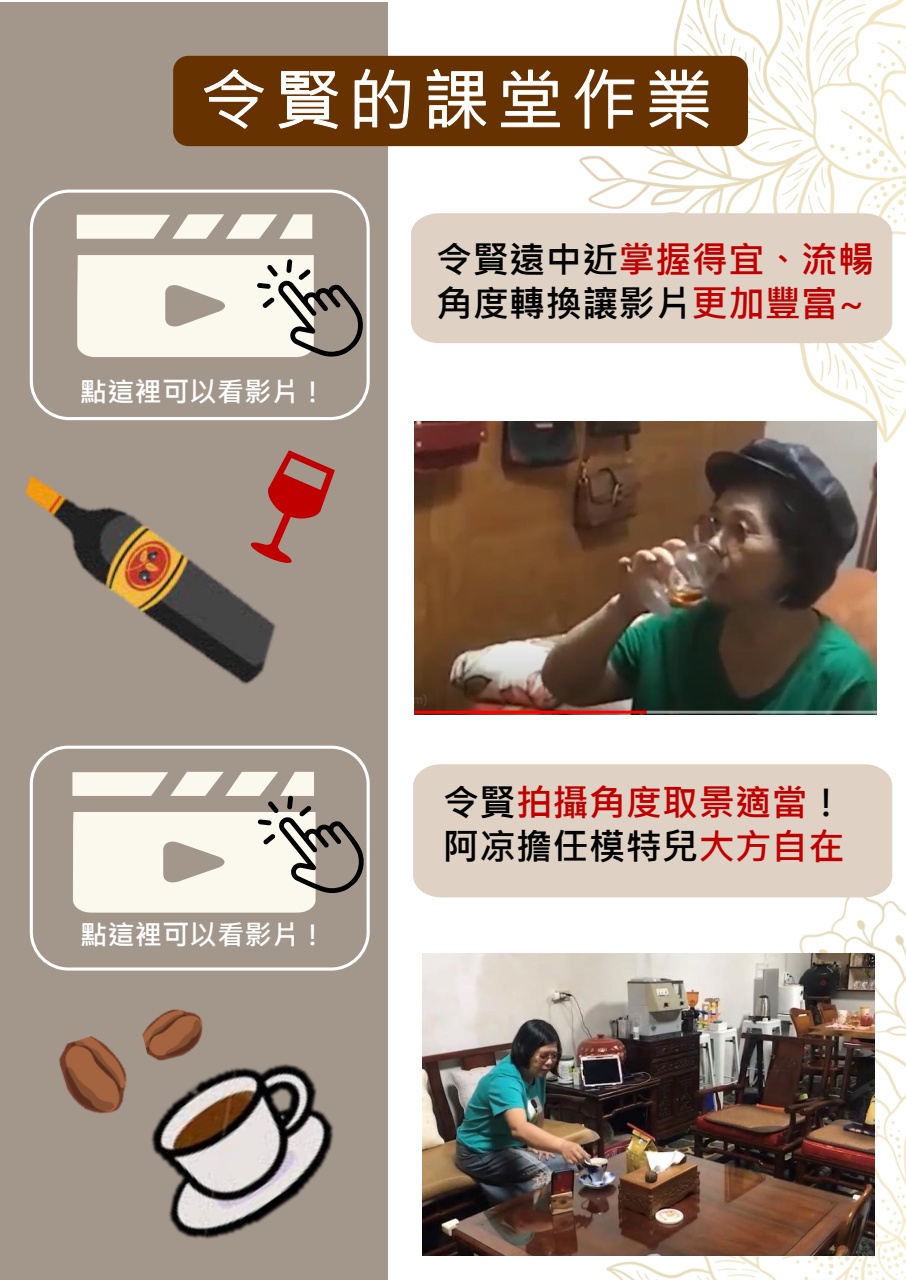 令賢的課堂作業
令賢遠中近掌握得宜、流暢
角度轉換讓影片更加豐富~
點這裡可以看影片！
令賢拍攝角度取景適當！
阿凉擔任模特兒大方自在
點這裡可以看影片！